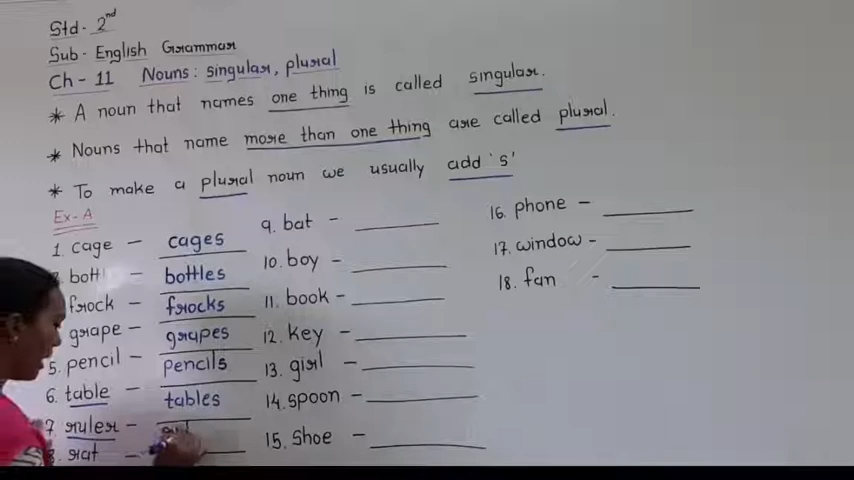 Std - 2nd
Sub - English Grammar
Ch - 11 Nouns: singular, plural
* A noun that names one thing is called singular.
* Nouns that name more than one thing are called plural.
* To make a plural noun we usually add 's'
Ex-A
1. cage - cages
bottle - bottles
frock - frocks
grape - grapes
5. pencil - pencils
6. table - tables
7. ruler -
8. rat -
9. bat -
10. boy -
11. book -
12. key -
13. girl -
14. spoon -
15. Shoe -
16. phone -
17. window -
18. fan -